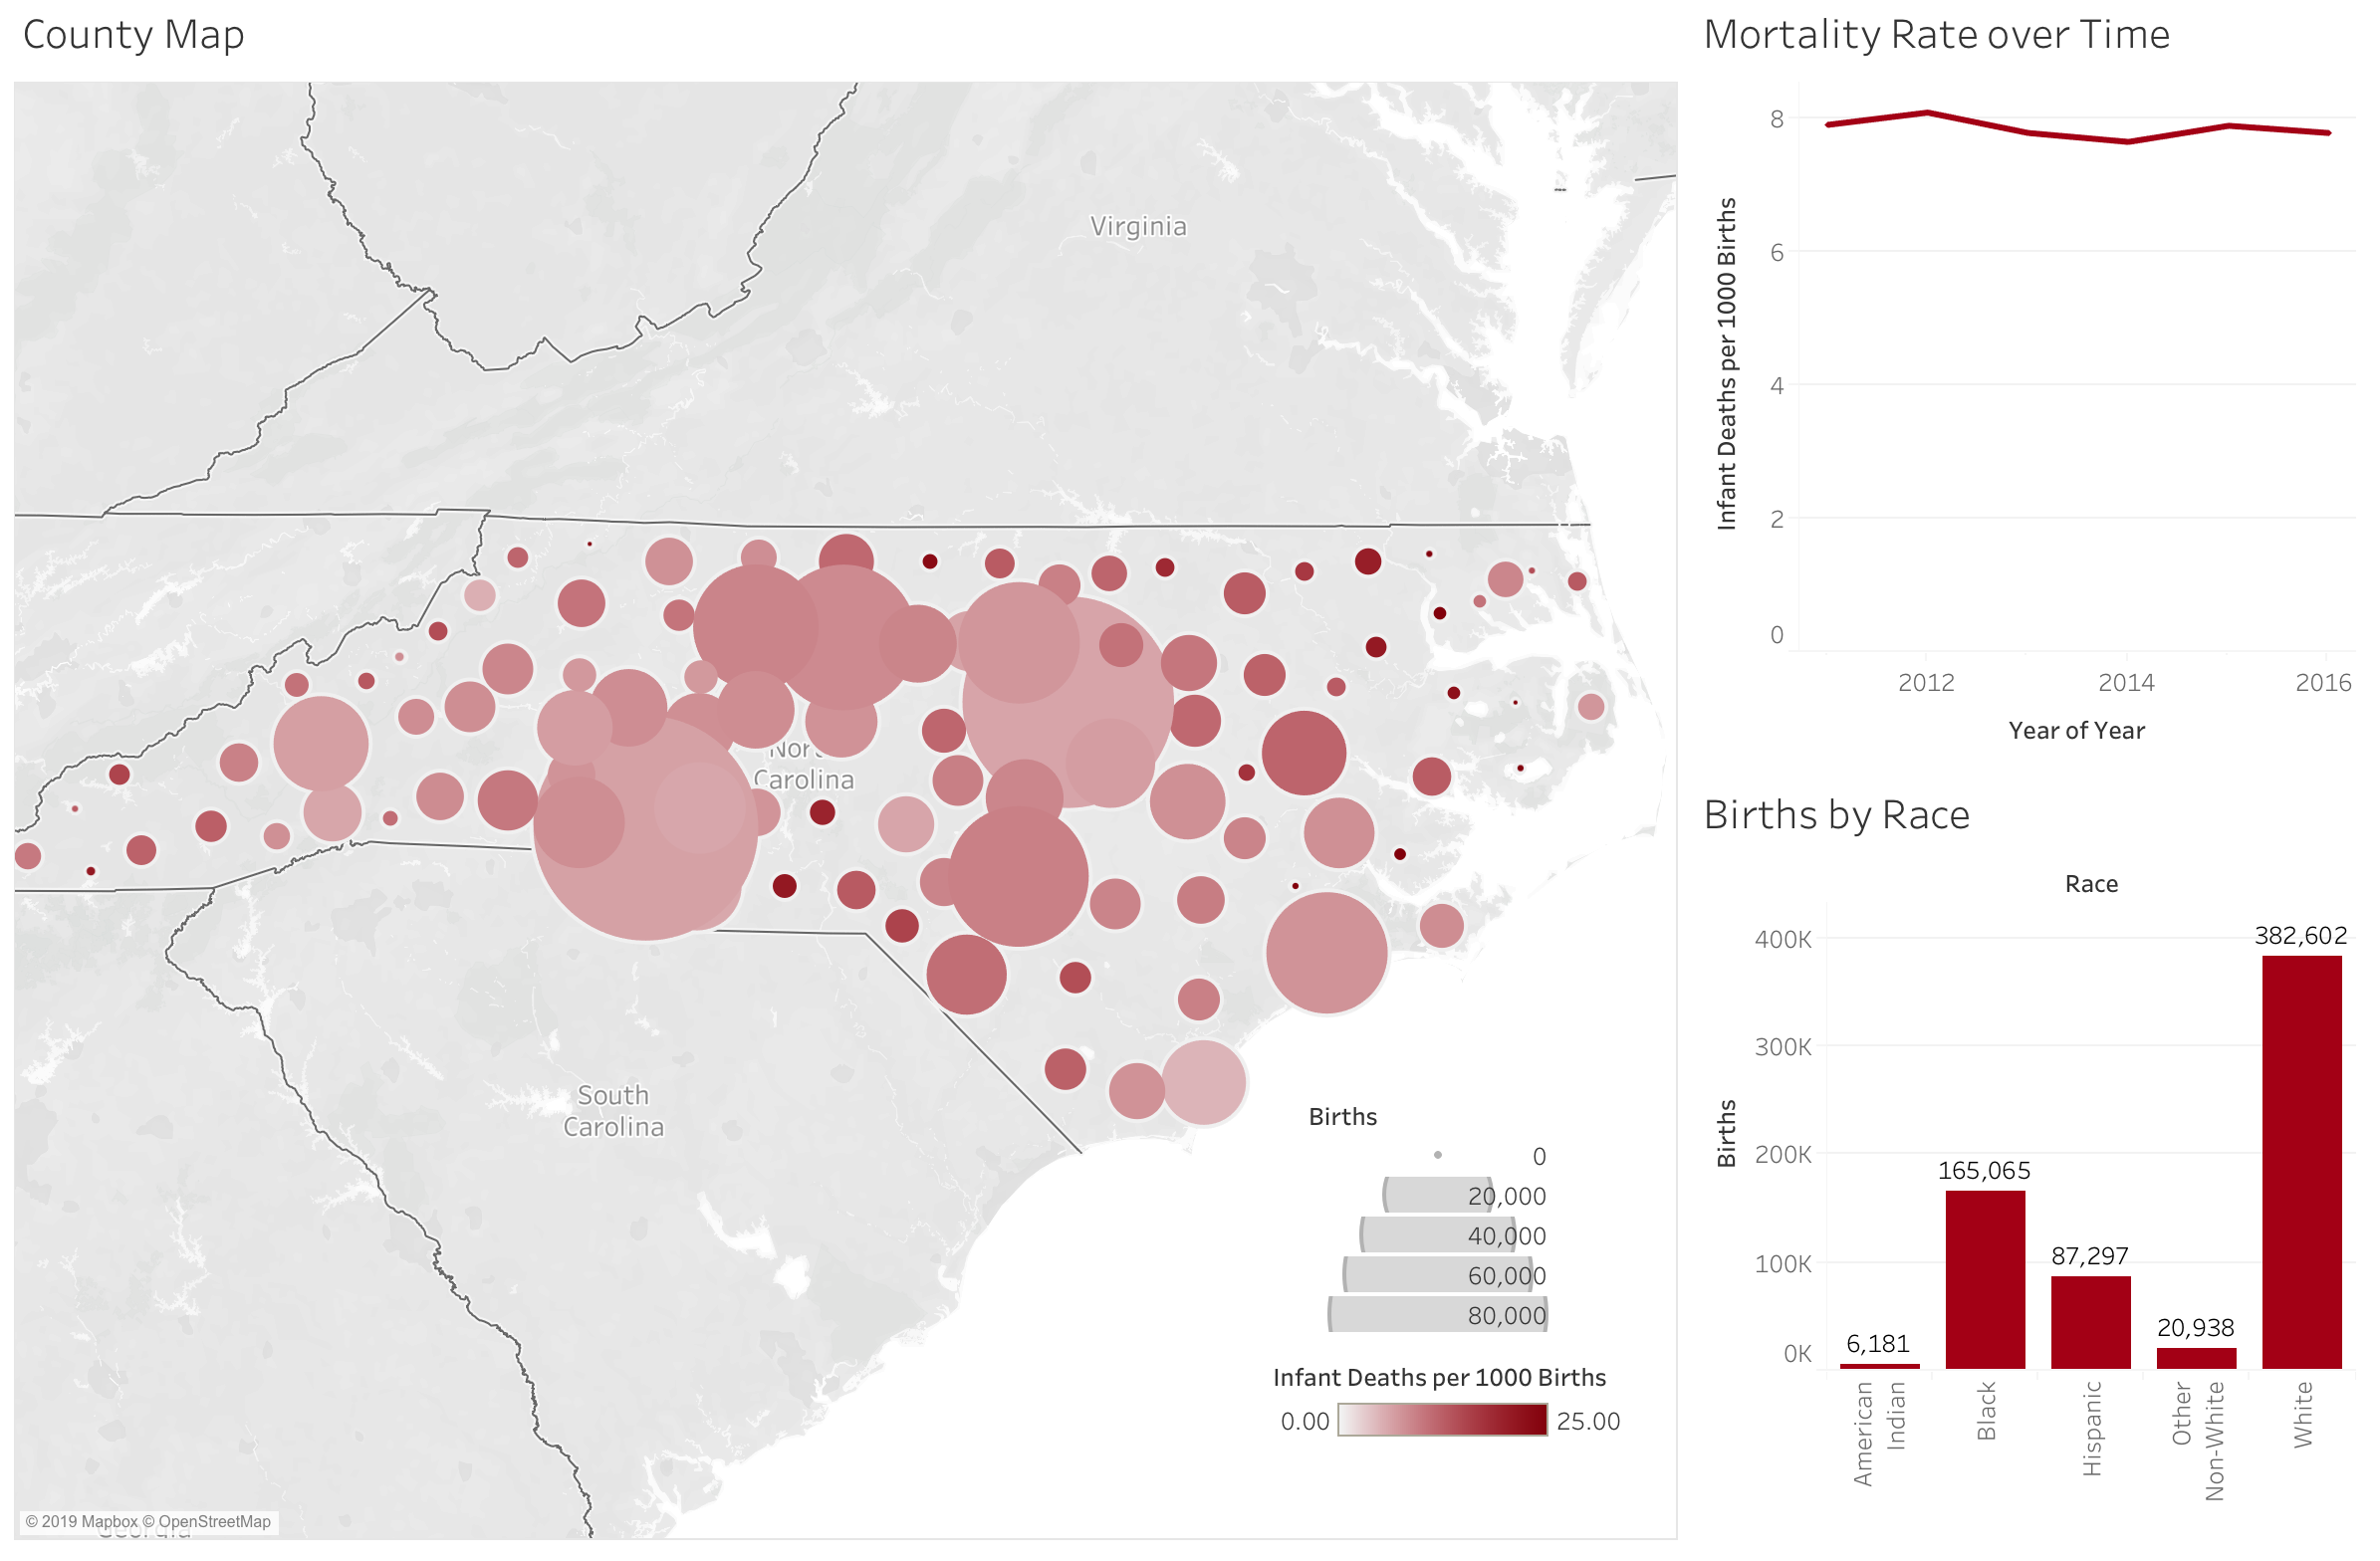 County Map
Virginia
Nor
Carolina
South
Carolina
Georgia
© 2019 Mapbox © OpenStreetMap
Births
0
20,000
40,000
60,000
80,000
Infant Deaths per 1000 Births
0.00 25.00
Mortality Rate over Time
Infant Deaths per 1000 Births
8
6
4
2
0
2012 2014 2016
Year of Year
Births by Race
Race
Births
400K
300K
200K
100K
0K
6,181
165,065
87,297
20,938
382,602
American
Indian
Black
Hispanic
Other
Non-White
White